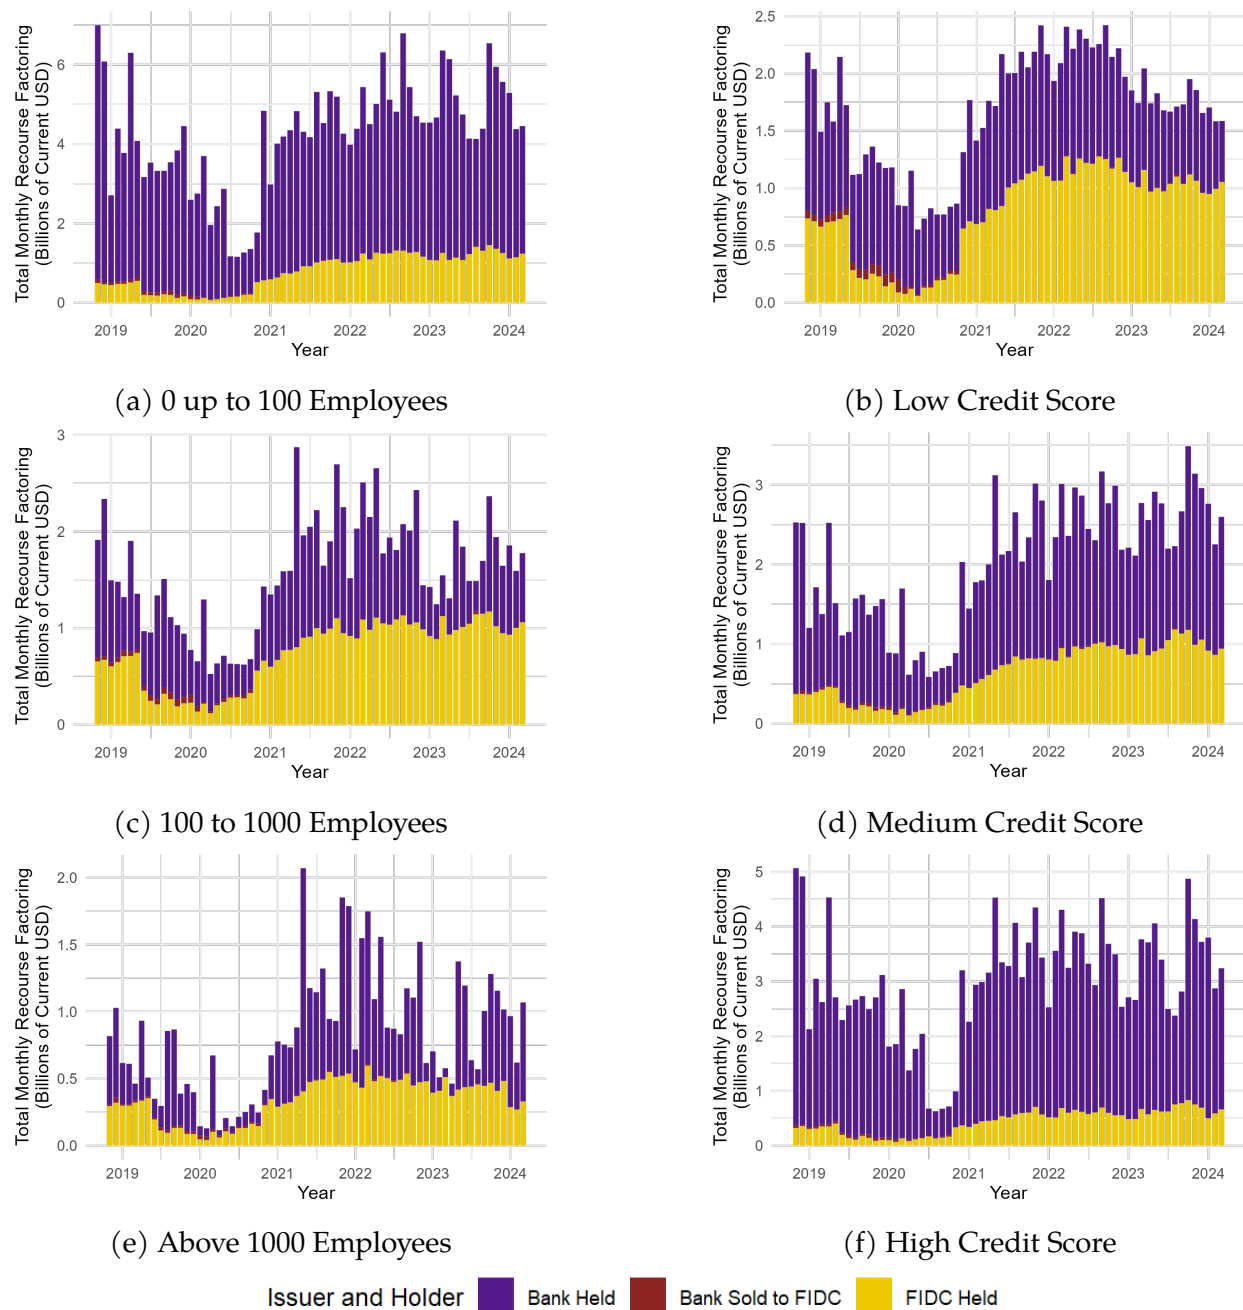 Total Monthly Recourse Factoring
(Billions of Current USD)
6
4
2
0
2019 2020 2021 2022 2023 2024
Year
(a) 0 up to 100 Employees
Total Monthly Recourse Factoring
(Billions of Current USD)
2.5
2.0
1.5
1.0
0.5
0.0
2019 2020 2021 2022 2023 2024
Year
(b) Low Credit Score
Total Monthly Recourse Factoring
(Billions of Current USD)
3
2
1
0
2019 2020 2021 2022 2023 2024
Year
(c) 100 to 1000 Employees
Total Monthly Recourse Factoring
(Billions of Current USD)
3
2
1
0
2019 2020 2021 2022 2023 2024
Year
(d) Medium Credit Score
Total Monthly Recourse Factoring
(Billions of Current USD)
2.0
1.5
1.0
0.5
0.0
2019 2020 2021 2022 2023 2024
Year
(e) Above 1000 Employees
Total Monthly Recourse Factoring
(Billions of Current USD)
5
4
3
2
1
0
2019 2020 2021 2022 2023 2024
Year
(f) High Credit Score
Issuer and Holder Bank Held Bank Sold to FIDC FIDC Held